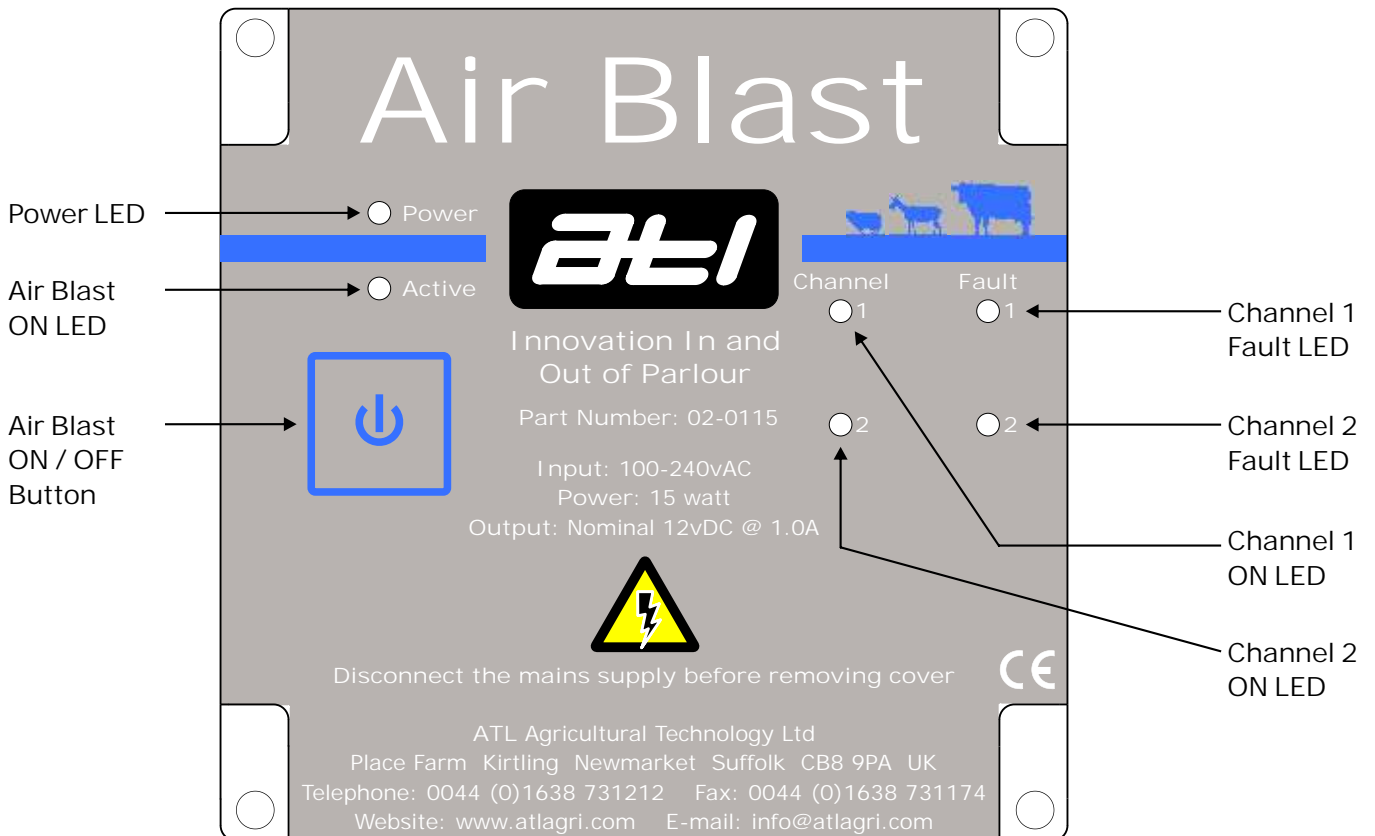 Air Blast
Power LED
Power
atl
Air Blast
ON LED
Active
Channel
Fault
1
1
Channel 1
Fault LED
Innovation In and
Out of Parlour
Air Blast
ON / OFF
Button
Part Number: 02-0115
2
2
Channel 2
Fault LED
Input: 100-240vAC
Power: 15 watt
Output: Nominal 12vDC @ 1.0A
Channel 1
ON LED
Channel 2
ON LED
Disconnect the mains supply before removing cover
CE
ATL Agricultural Technology Ltd
Place Farm Kirtling Newmarket Suffolk CB8 9PA UK
Telephone: 0044 (0)1638 731212 Fax: 0044 (0)1638 731174
Website: www.atlagri.com E-mail: info@atlagri.com